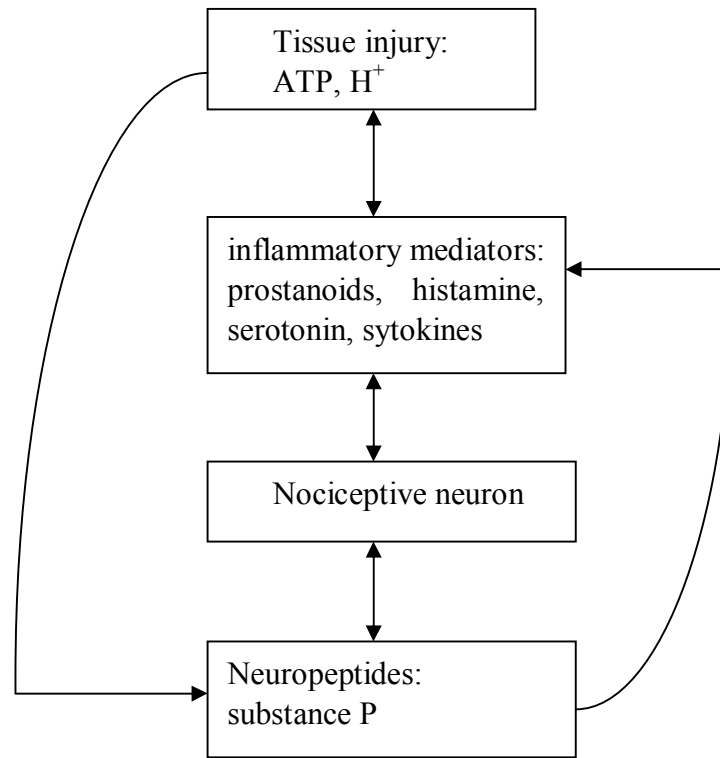 Tissue injury:
ATP, H⁺
inflammatory mediators:
prostanoids, histamine,
serotonin, sytokines
Nociceptive neuron
Neuropeptides:
substance P